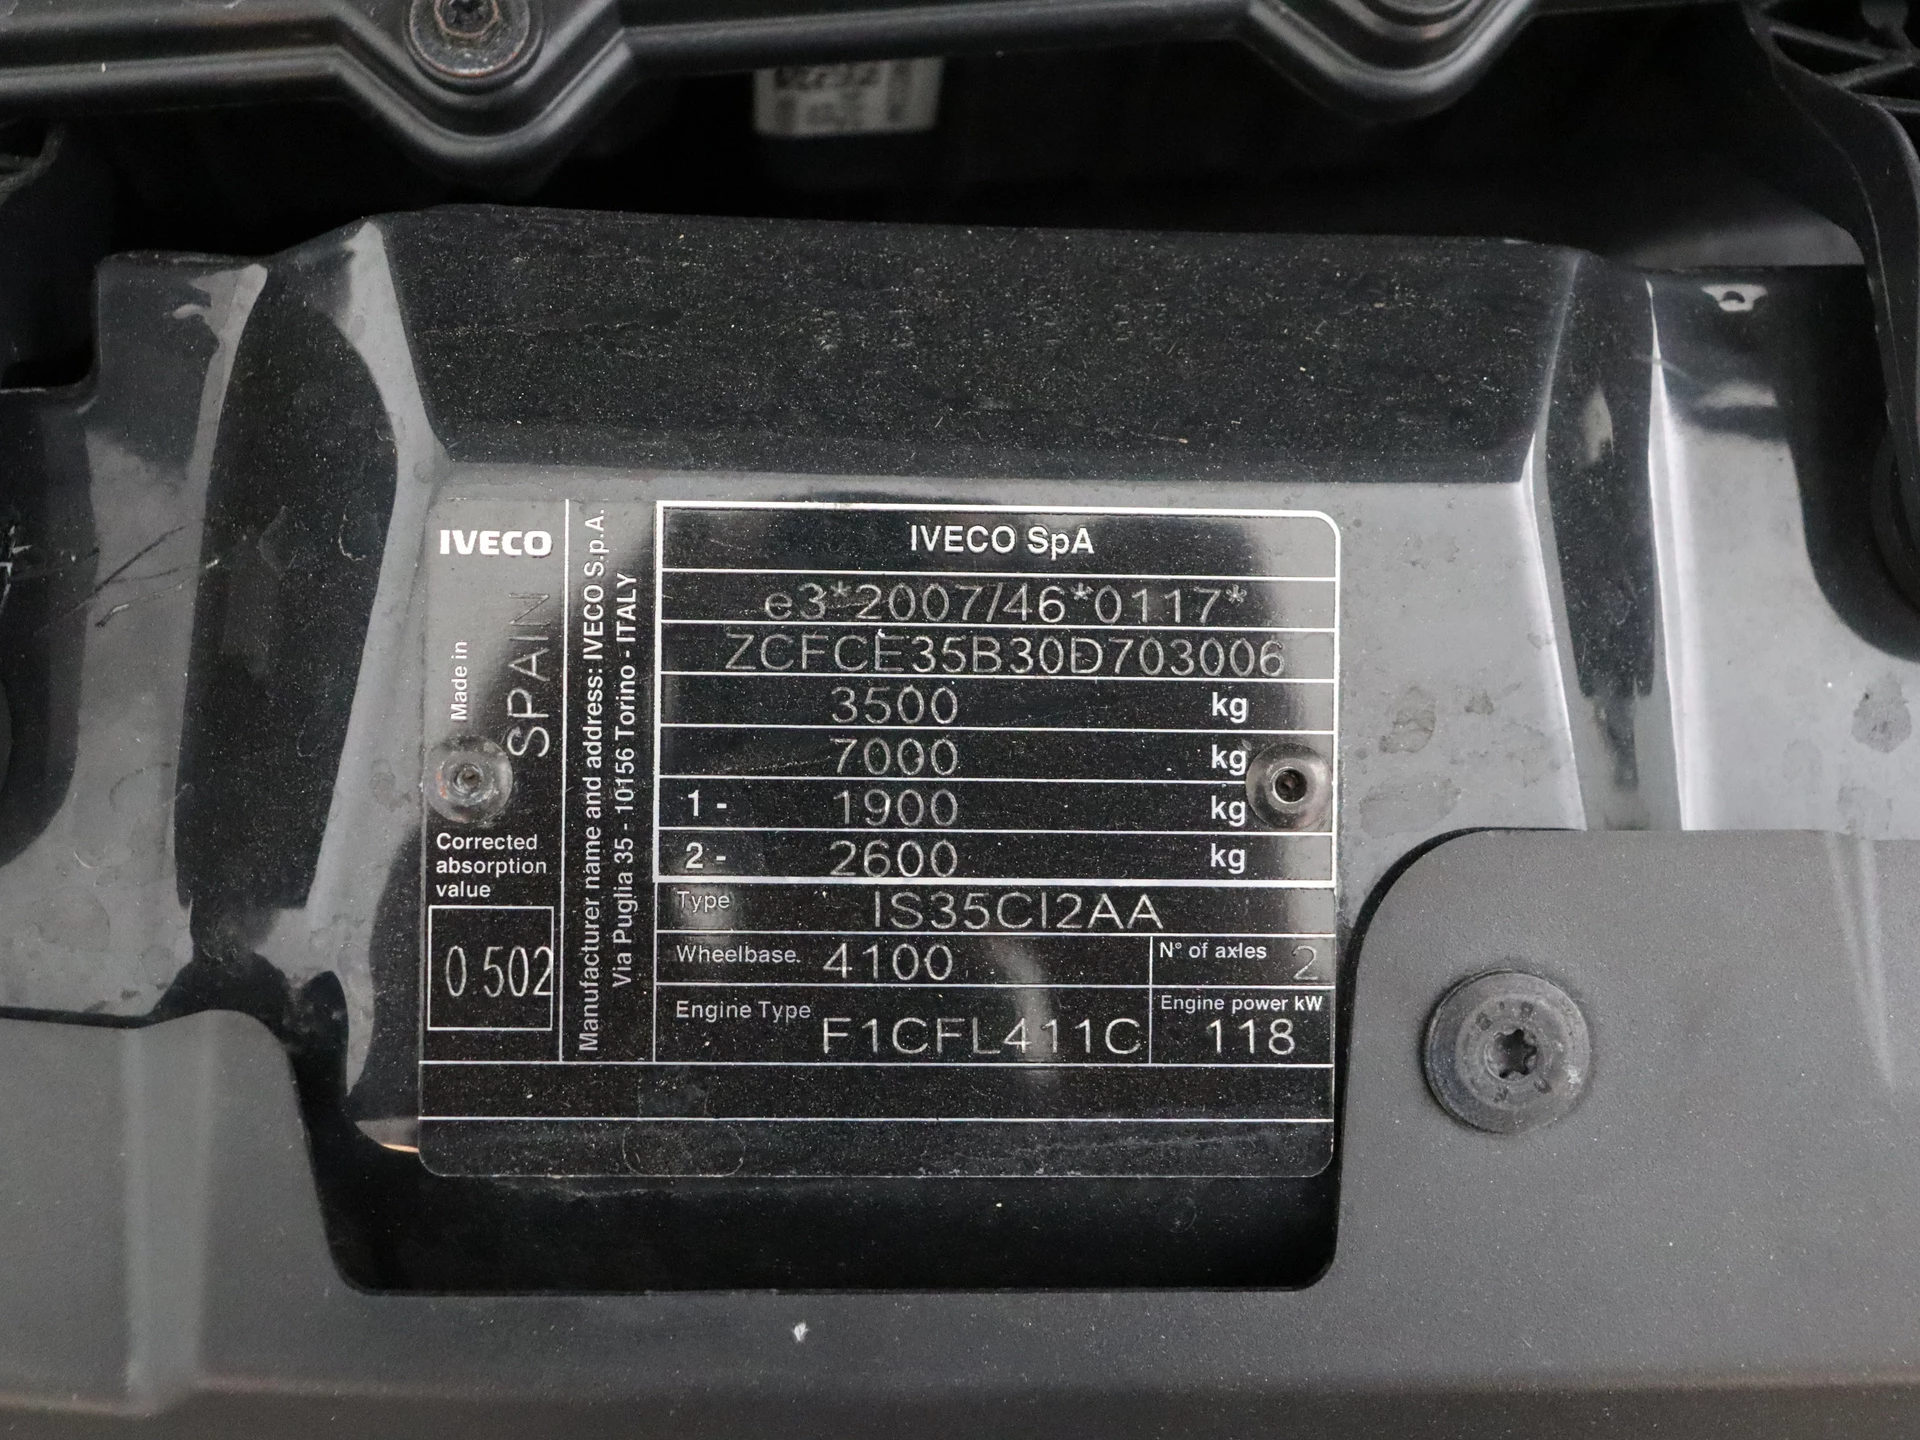 IVECO
Made in
SPAIN
Corrected
absorption
value
0.502
Manufacturer name and address: IVECO S.p.A.
Via Puglia 35 - 10156 Torino - ITALY
IVECO SpA
e3*2007/46*0117*
ZCFCE35B30D703006
3500 kg
7000 kg
1 - 1900 kg
2 - 2600 kg
Type IS35CI2AA
Wheelbase. 4100 N° of axles 2
Engine Type F1CFL411C Engine power kW 118